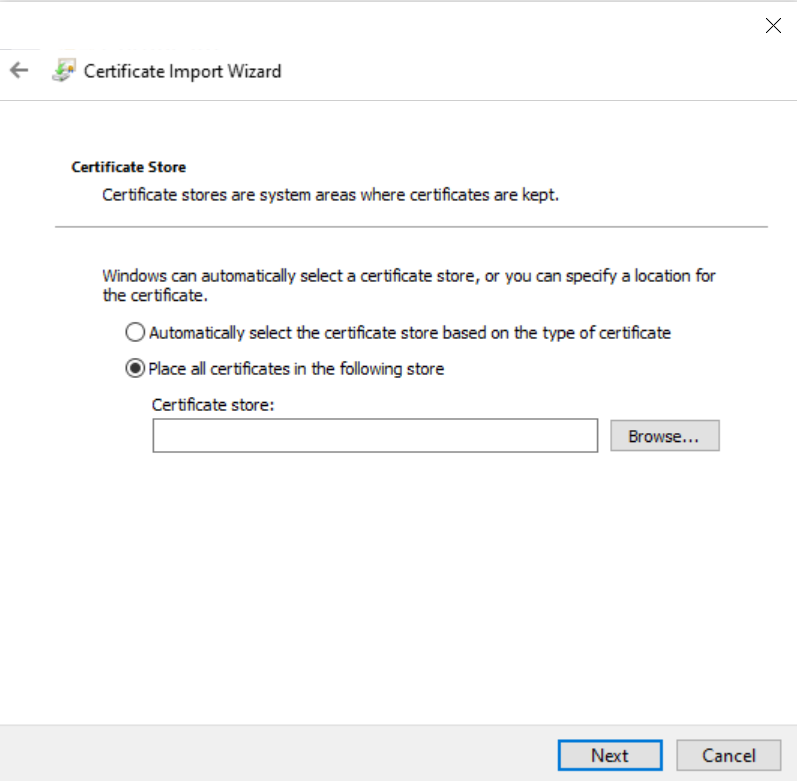 Certificate Import Wizard
Certificate Store
Certificate stores are system areas where certificates are kept.
Windows can automatically select a certificate store, or you can specify a location for
the certificate.
Automatically select the certificate store based on the type of certificate
Place all certificates in the following store
Certificate store:
Browse...
Next
Cancel